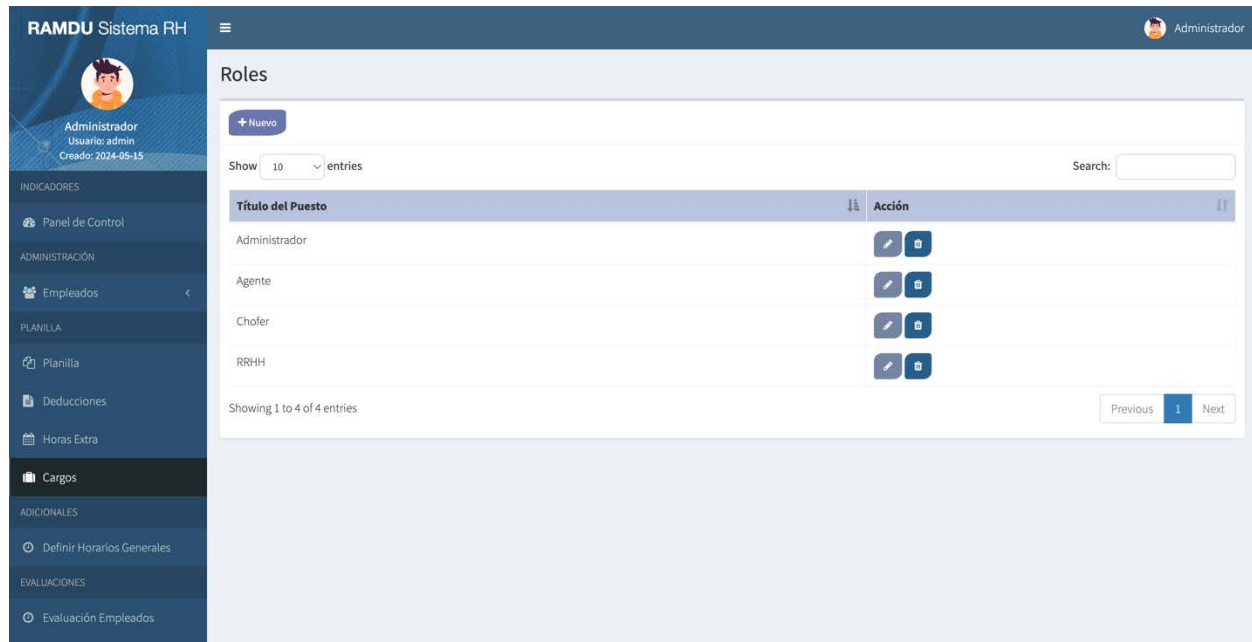 RAMDU Sistema RH
Administrador
Administrador
Usuario: admin
Creado: 2024-05-15
INDICADORES
Panel de Control
ADMINISTRACIÓN
Empleados
PLANILLA
Planilla
Deducciones
Horas Extra
Cargos
ADICIONALES
Definir Horarios Generales
EVALUACIONES
Evaluación Empleados
Roles
+ Nuevo
Show 10 entries Search:
Título del Puesto Acción
Administrador
Agente
Chofer
RRHH
Showing 1 to 4 of 4 entries Previous 1 Next